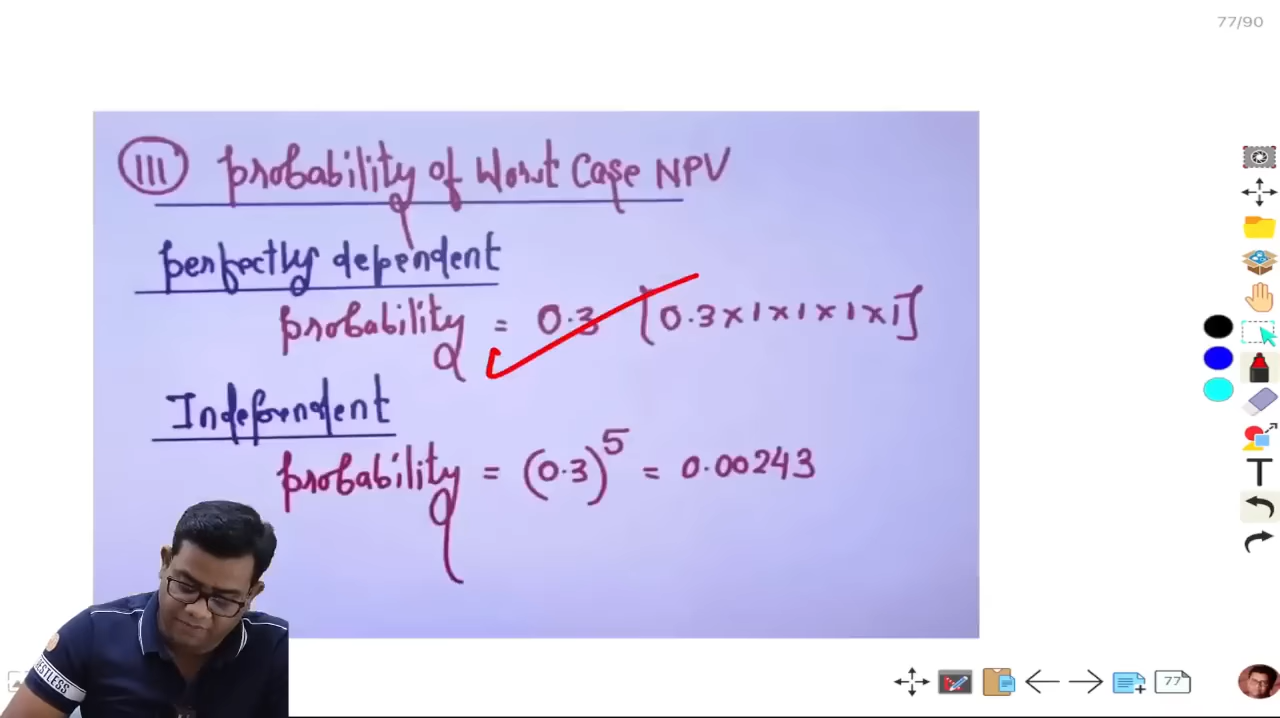 77/90
III probability of Worst Case NPV
perfectly dependent
probability = 0.3 [0.3×1×1×1×1]
Independent
probability = (0.3)^5 = 0.00243
ESTLESS
T
77